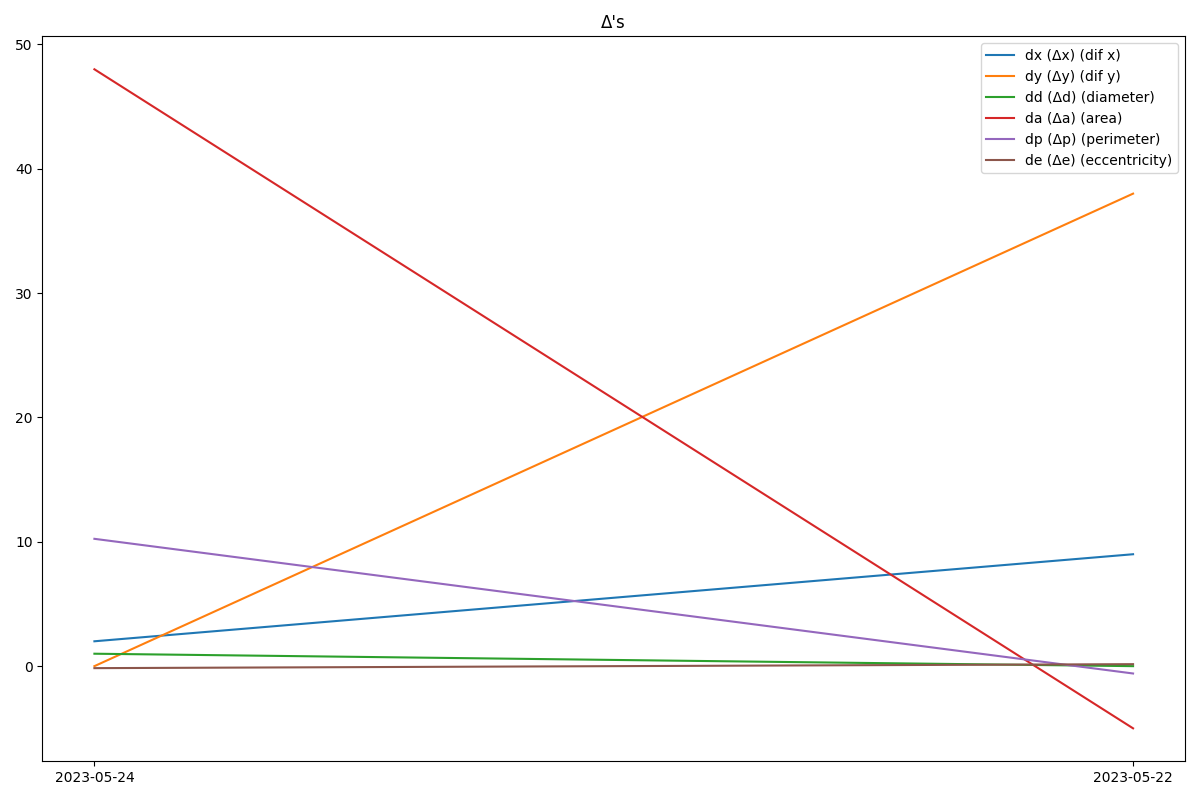 Δ's
50
40
30
20
10
0
dx (Δx) (dif x)
dy (Δy) (dif y)
dd (Δd) (diameter)
da (Δa) (area)
dp (Δp) (perimeter)
de (Δe) (eccentricity)
2023-05-24
2023-05-22